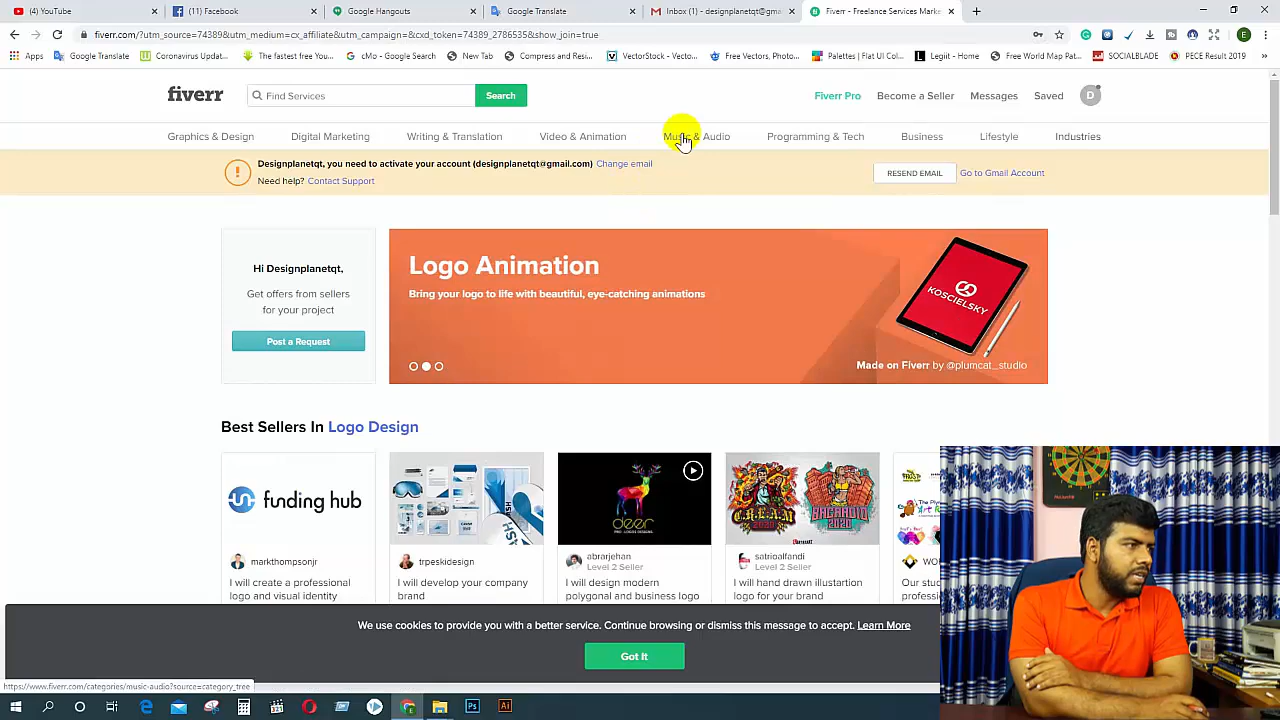 YouTube
(1) Facebook
Google Hangouts
Google Translate
Inbox (1) - designplanetqt@gm
Fiverr - Freelance Services Marke
fiverr.com/?utm_source=74389&utm_medium=cx_affiliate&utm_campaign=&cxd_token=74389_2786535&show_join=true
E
Apps
Google Translate
Coronavirus Updat...
The fastest free You...
cMo - Google Search
New Tab
Compress and Resi...
VectorStock - Vecto...
Free Vectors, Photo...
Palettes | Flat UI Col...
Legiit - Home
Free World Map Pat...
SOCIALBLADE
PECE Result 2019
fiverr
Find Services
Search
Fiverr Pro
Become a Seller
Messages
Saved
D
Graphics & Design
Digital Marketing
Writing & Translation
Video & Animation
Music & Audio
Programming & Tech
Business
Lifestyle
Industries
Designplanetqt, you need to activate your account (designplanetqt@gmail.com) Change email
Need help? Contact Support
RESEND EMAIL
Go to Gmail Account
Hi Designplanetqt,
Get offers from sellers
for your project
Post a Request
Logo Animation
Bring your logo to life with beautiful, eye-catching animations
KOSCIELSKY
Made on Fiverr by @plumcat_studio
Best Sellers In Logo Design
funding hub
deer
markthompsonjr
I will create a professional
logo and visual identity
trpeskidesign
I will develop your company
brand
abrarjehan
Level 2 Seller
I will design modern
polygonal and business logo
satrioalfandi
Level 2 Seller
I will hand drawn illustartion
logo for your brand
WO
Our stu
professi
We use cookies to provide you with a better service. Continue browsing or dismiss this message to accept. Learn More
Got It
https://www.fiverr.com/categories/music-audio?source=category_tree
Ps
Ai